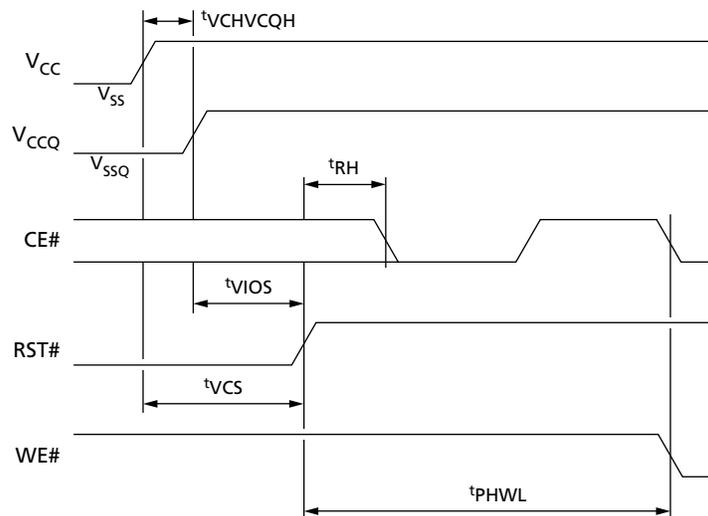 tVCHVCQH
VCC
VSS
VCCQ
VSSQ
tRH
CE#
tVIOS
RST#
tVCS
WE#
tPHWL